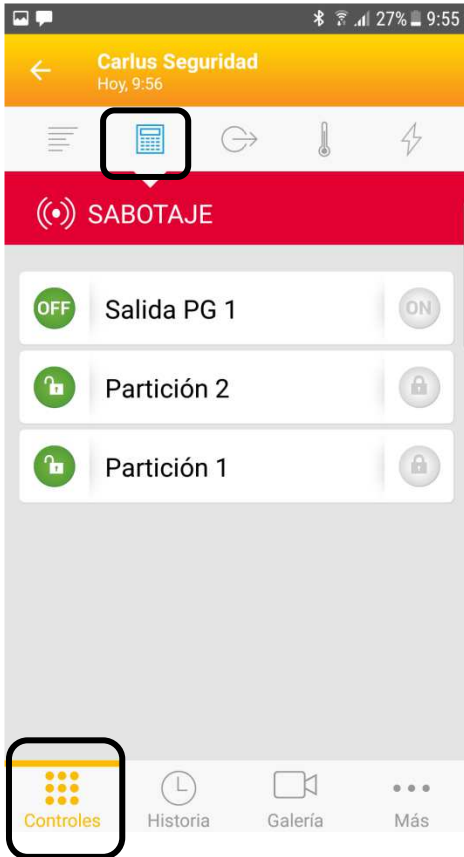 27% 9:55
Carlus Seguridad
Hoy, 9:56
SABOTAJE
OFF Salida PG 1 ON
Partición 2
Partición 1
Controles Historia Galería Más